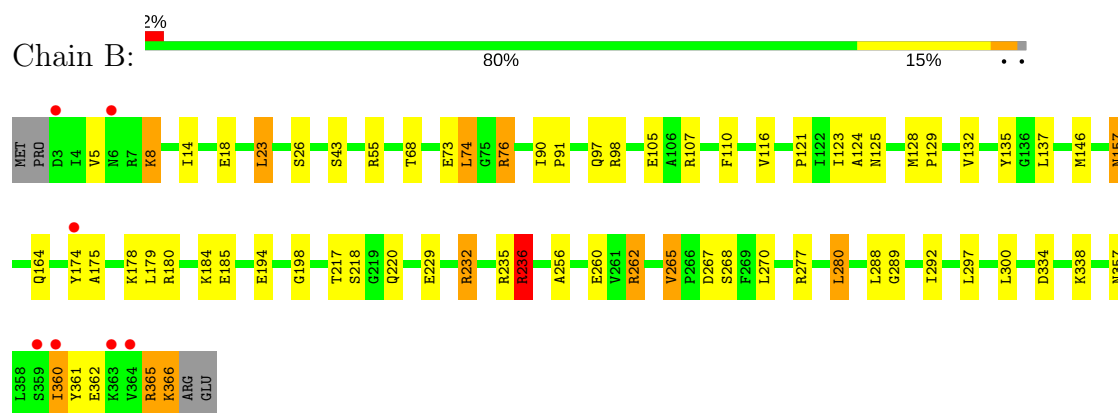 2%
Chain B:
80% 15% • •
MET PRO D3 I4 V5 N6 R7 K8 I14 E18 L23 S26 S43 R55 T68 E73 L74 G75 R76 I90 P91 Q97 R98 E105 A106 R107 F110 V116 P121 I122 I123 A124 N125 M128 P129 V132 Y135 G136 L137 M146 N157
Q164 Y174 A175 K178 L179 R180 K184 E185 E194 G198 T217 S218 G219 Q220 E229 R232 R235 R236 A256 E260 V261 R262 V265 P266 D267 S268 F269 L270 R277 L280 L288 G289 I292 L297 L300 D334 K338 N357
L358 S359 I360 Y361 E362 K363 V364 R365 K366 ARG GLU